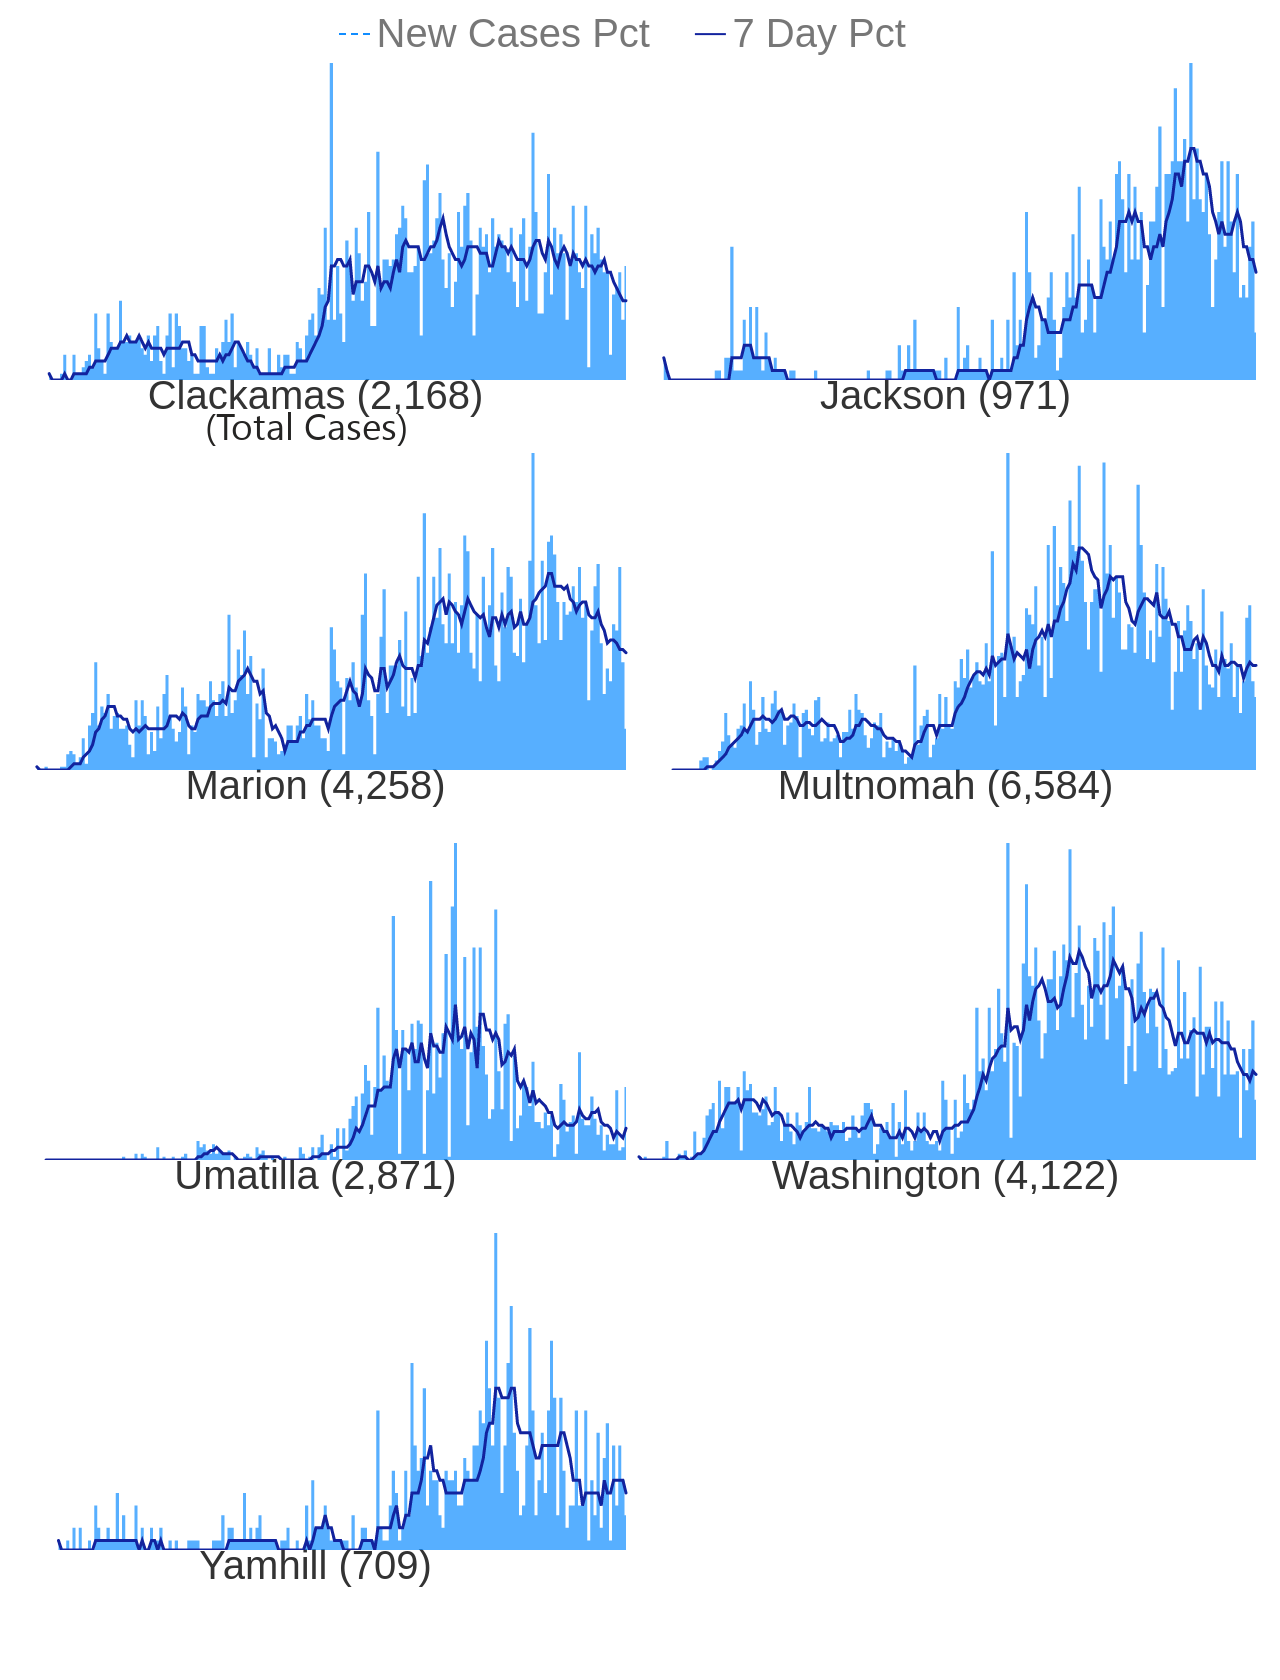 New Cases Pct 7 Day Pct
Clackamas (2,168) Jackson (971)
(Total Cases)
Marion (4,258) Multnomah (6,584)
Umatilla (2,871) Washington (4,122)
Yamhill (709)